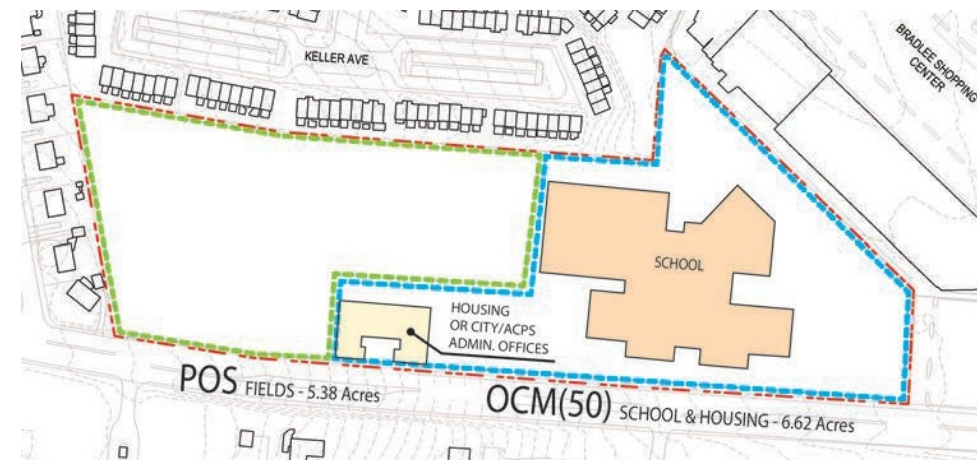 KELLER AVE
BRADLEE SHOPPING
CENTER
SCHOOL
HOUSING
OR CITY/ACPS
ADMIN. OFFICES
POS FIELDS - 5.38 Acres
OCM(50) SCHOOL & HOUSING - 6.62 Acres